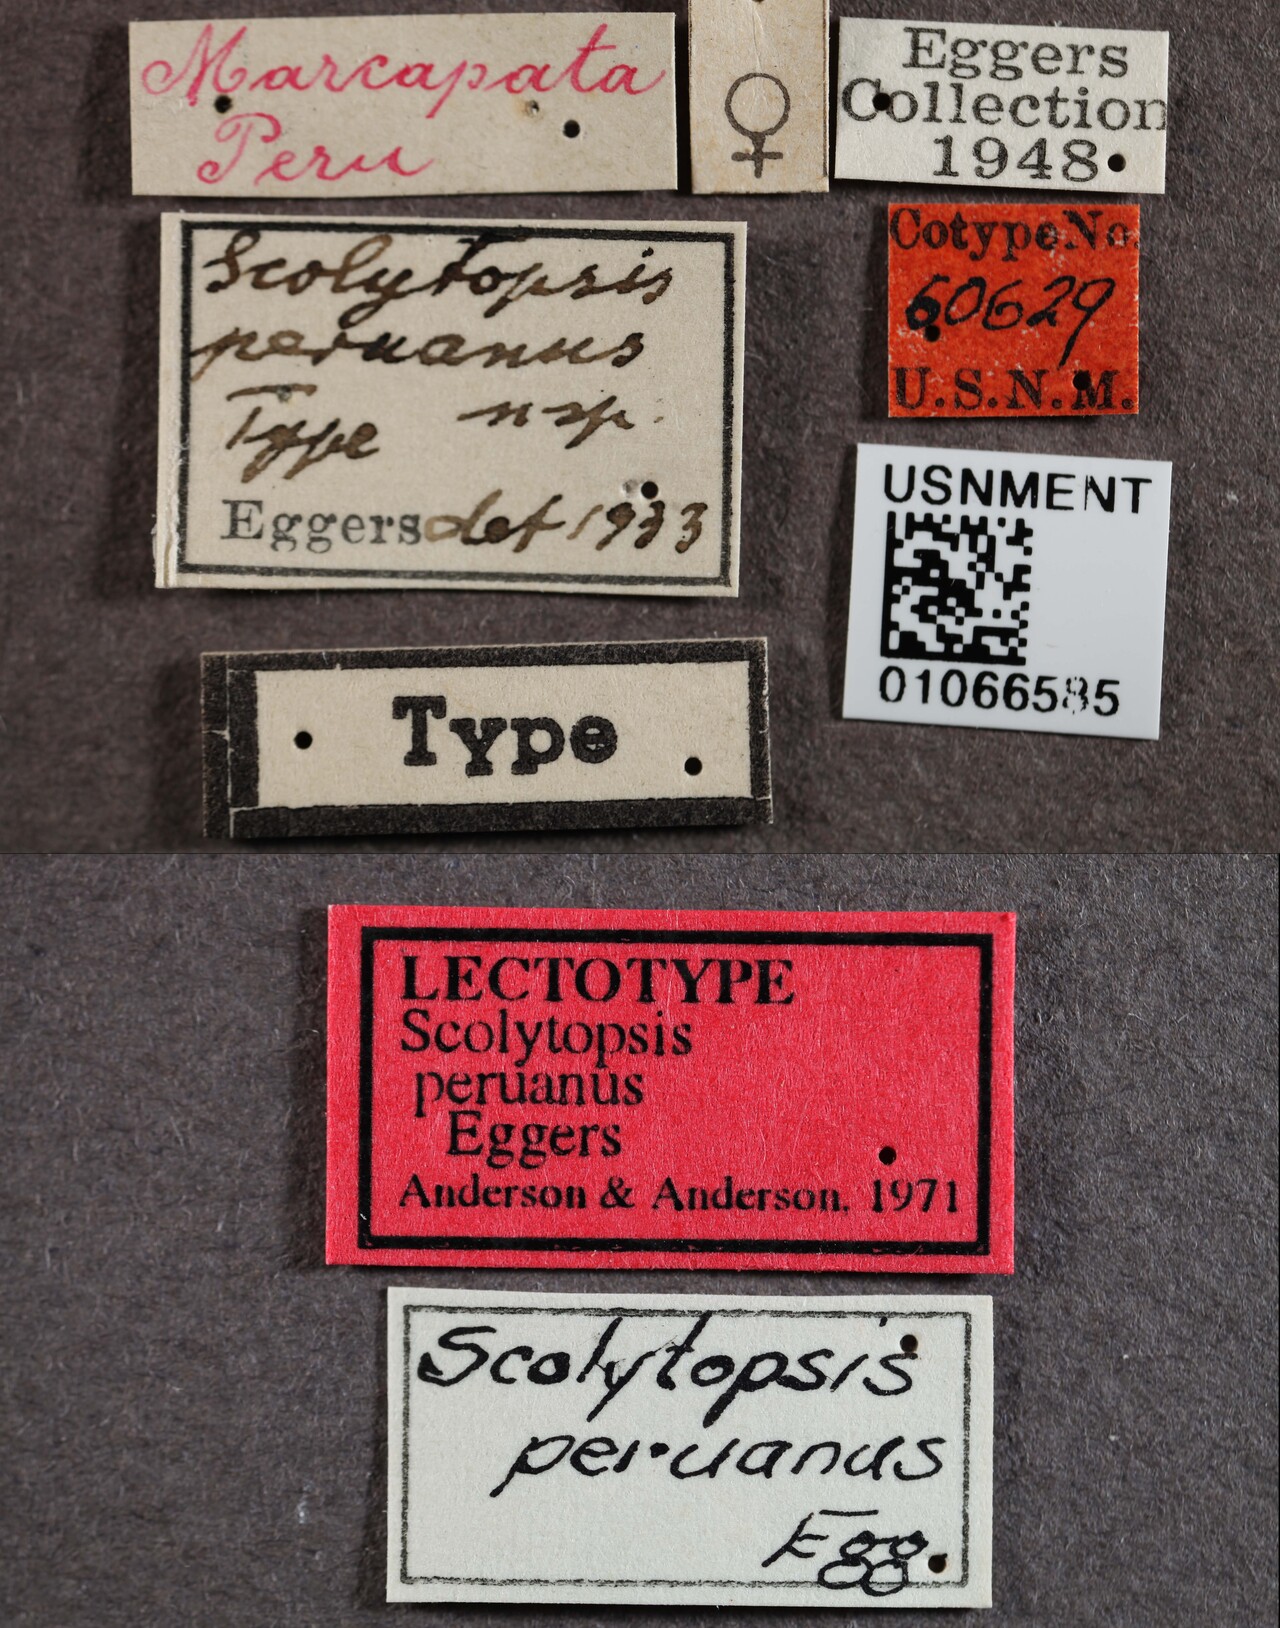 Marcapata
Peru
♀
Eggers
Collection
1948
Scolytopsis
peruanus
Type n sp.
Eggers det 1933
Cotype No.
60629
U.S.N.M.
USNMENT
01066585
Type
LECTOTYPE
Scolytopsis
peruanus
Eggers
Anderson & Anderson. 1971
Scolytopsis
peruanus
Egg.